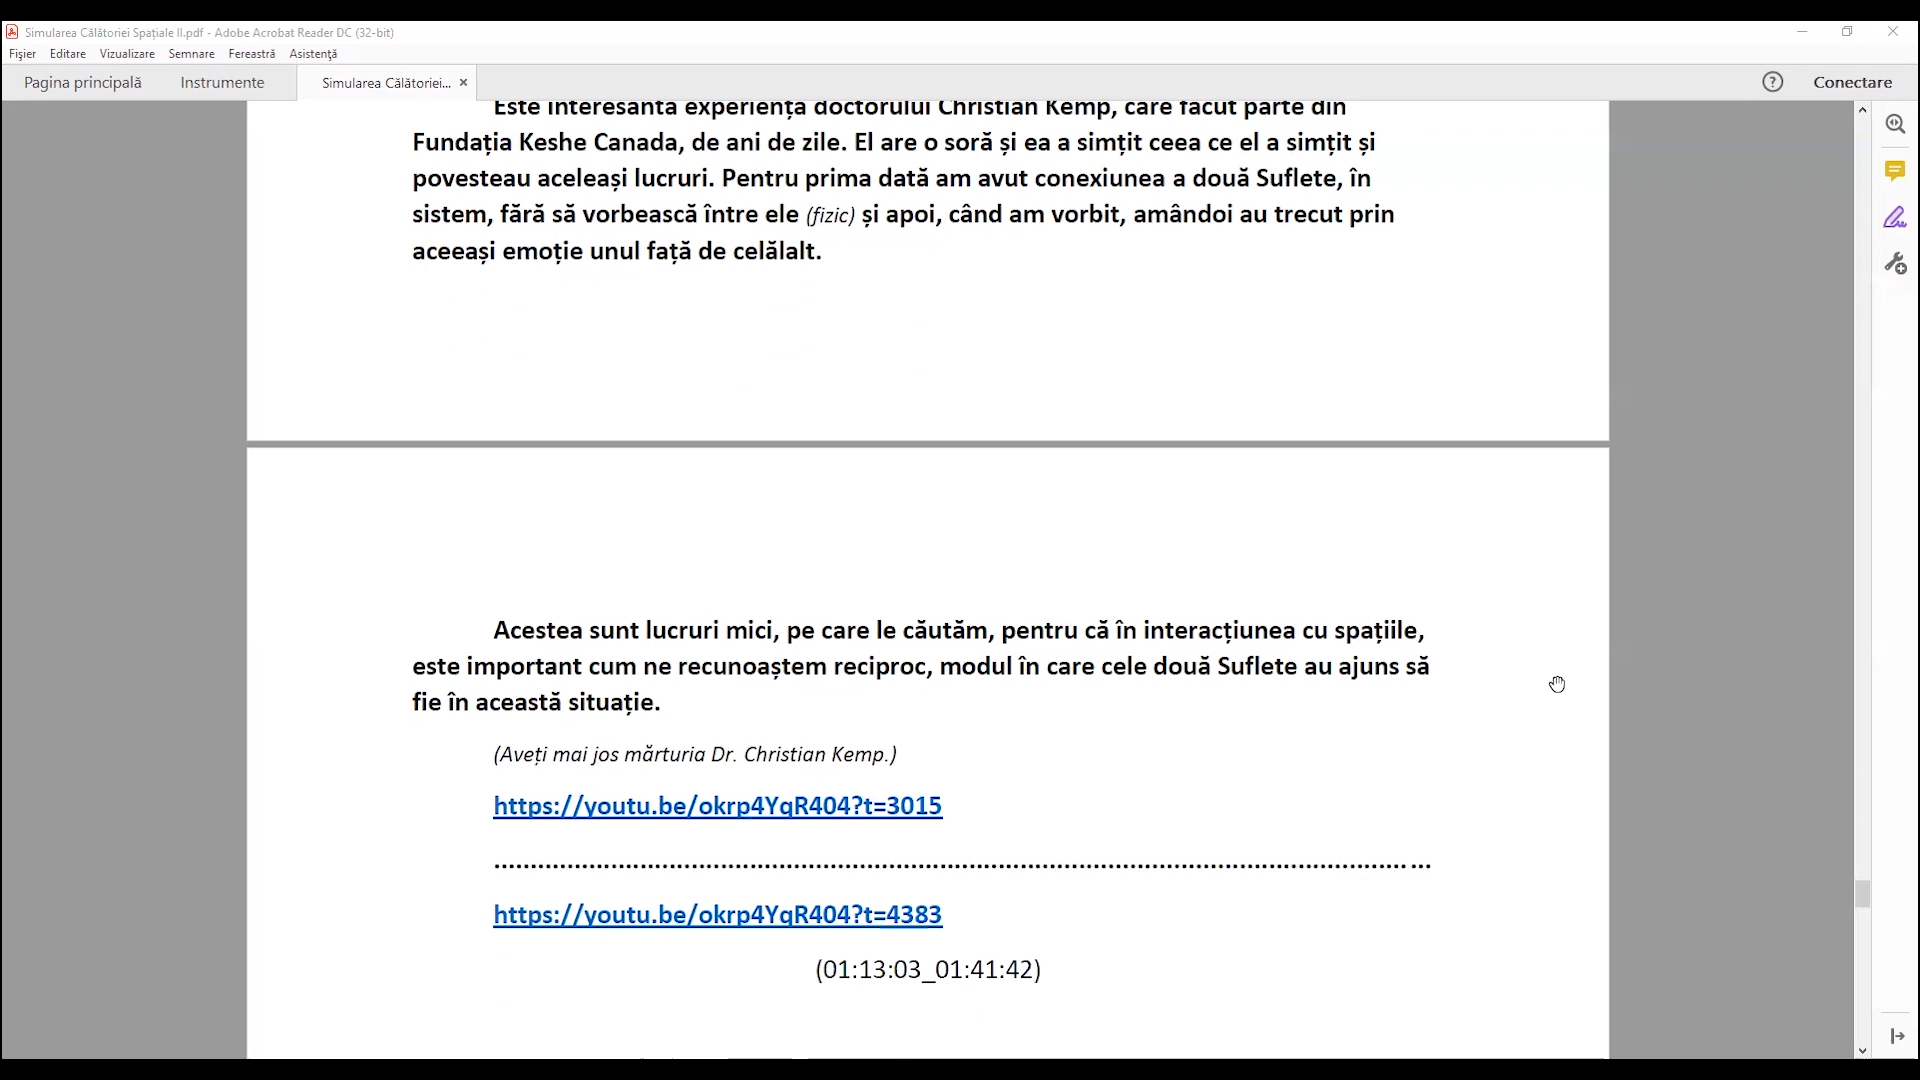 Simularea Călătoriei Spațiale II.pdf - Adobe Acrobat Reader DC (32-bit)
Fișier Editare Vizualizare Semnare Fereastră Asistență
Pagina principală Instrumente Simularea Călătoriei... × Conectare
Este interesantă experiența doctorului Christian Kemp, care făcut parte din
Fundația Keshe Canada, de ani de zile. El are o soră și ea a simțit ceea ce el a simțit și
povesteau aceleași lucruri. Pentru prima dată am avut conexiunea a două Suflete, în
sistem, fără să vorbească între ele (fizic) și apoi, când am vorbit, amândoi au trecut prin
aceeași emoție unul față de celălalt.
Acestea sunt lucruri mici, pe care le căutăm, pentru că în interacțiunea cu spațiile,
este important cum ne recunoaștem reciproc, modul în care cele două Suflete au ajuns să
fie în această situație.
(Aveți mai jos mărturia Dr. Christian Kemp.)
https://youtu.be/okrp4YqR404?t=3015
................................................................................................................
https://youtu.be/okrp4YqR404?t=4383
(01:13:03_01:41:42)